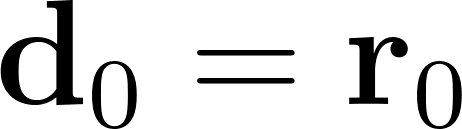 d₀ = r₀